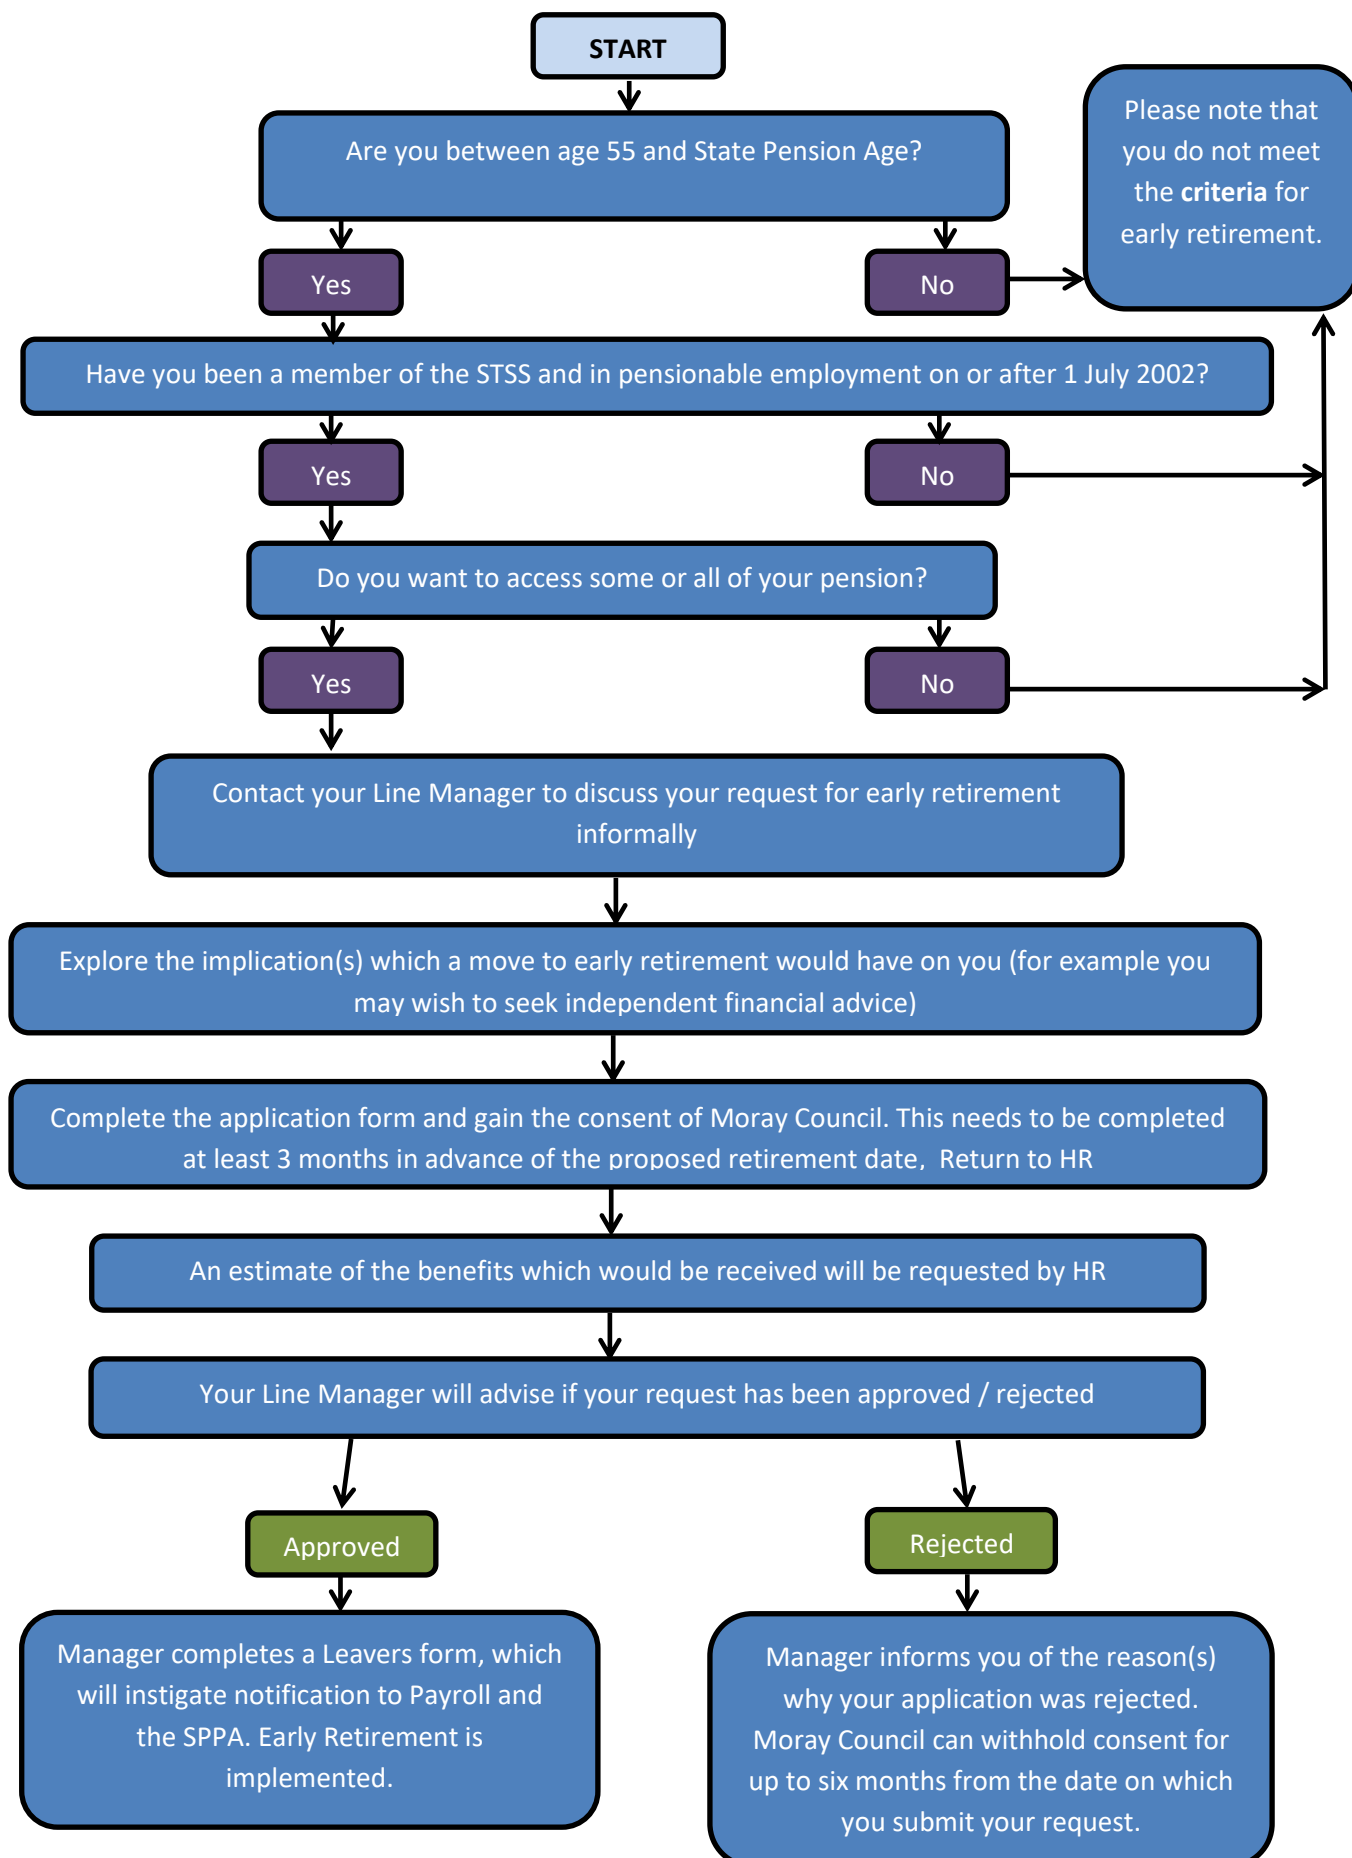 START
Are you between age 55 and State Pension Age?
Please note that
you do not meet
the criteria for
early retirement.
Yes
No
Have you been a member of the STSS and in pensionable employment on or after 1 July 2002?
Yes
No
Do you want to access some or all of your pension?
Yes
No
Contact your Line Manager to discuss your request for early retirement
informally
Explore the implication(s) which a move to early retirement would have on you (for example you
may wish to seek independent financial advice)
Complete the application form and gain the consent of Moray Council. This needs to be completed
at least 3 months in advance of the proposed retirement date, Return to HR
An estimate of the benefits which would be received will be requested by HR
Your Line Manager will advise if your request has been approved / rejected
Approved
Rejected
Manager completes a Leavers form, which
will instigate notification to Payroll and
the SPPA. Early Retirement is
implemented.
Manager informs you of the reason(s)
why your application was rejected.
Moray Council can withhold consent for
up to six months from the date on which
you submit your request.